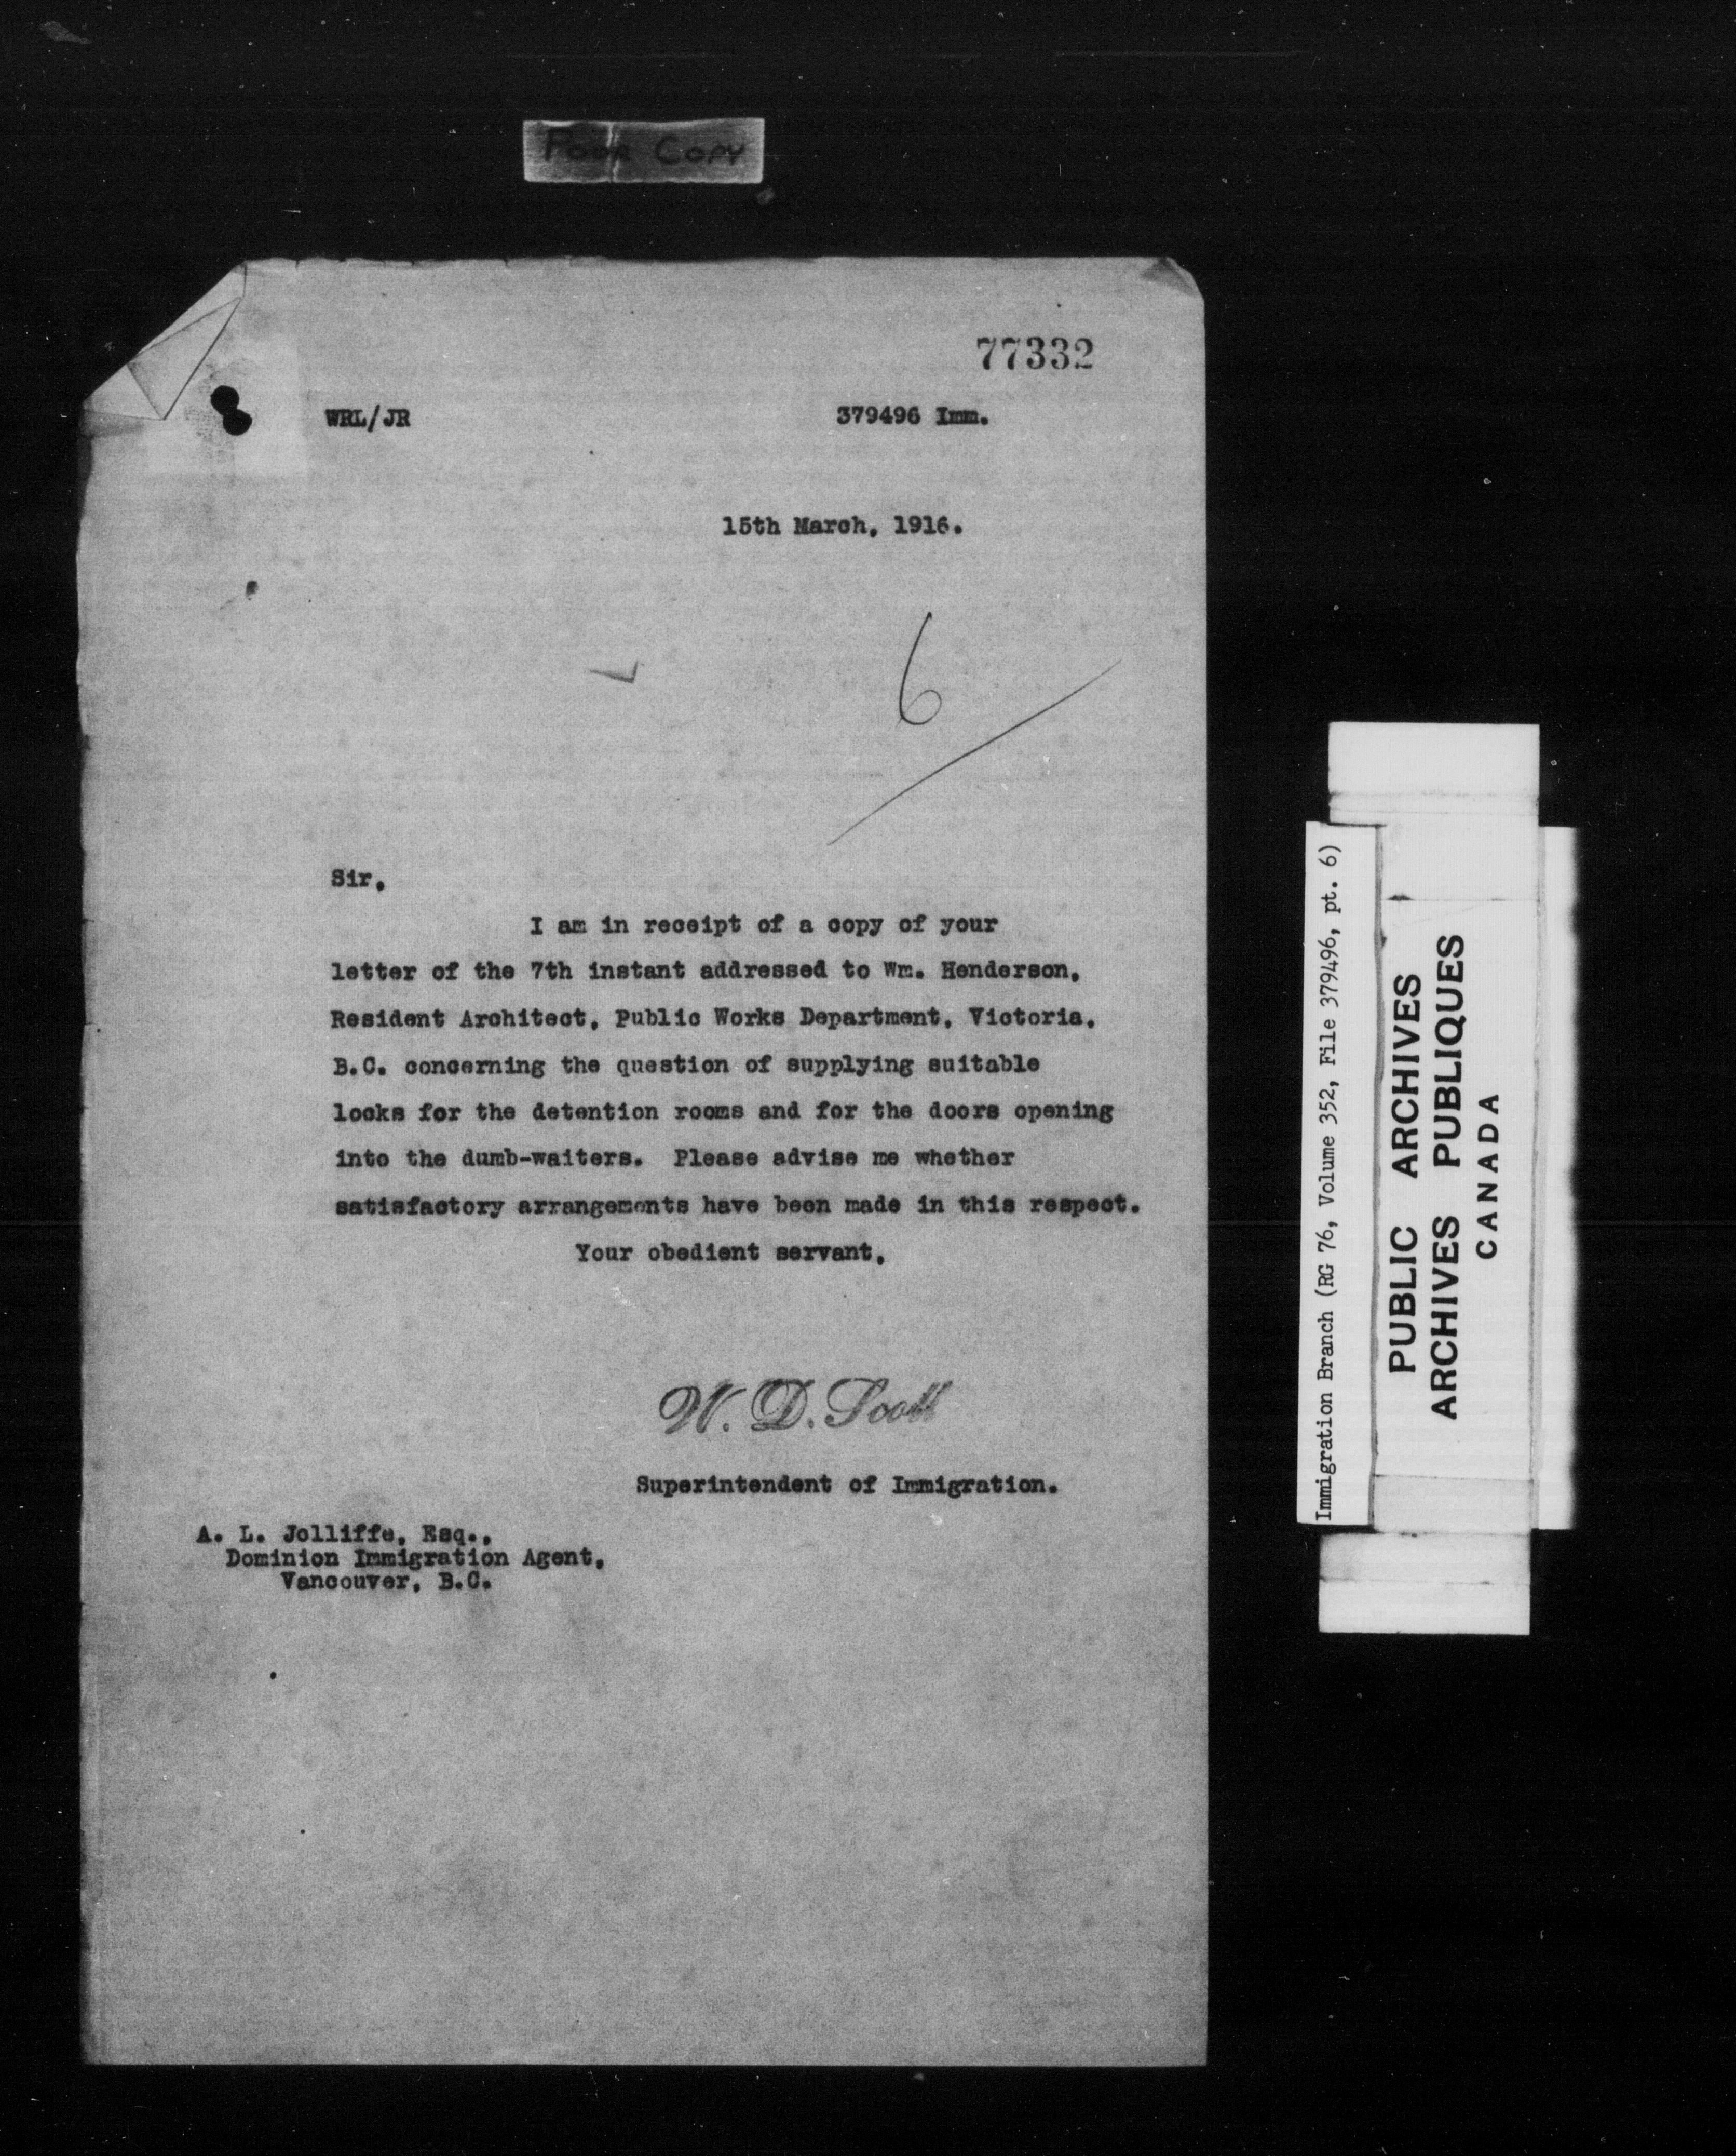 Poor Copy
77332
WRL/JR 379496 Imm.
15th March, 1916.
6
Sir,
I am in receipt of a copy of your
letter of the 7th instant addressed to Wm. Henderson,
Resident Architect, Public Works Department, Victoria,
B.C. concerning the question of supplying suitable
locks for the detention rooms and for the doors opening
into the dumb-waiters. Please advise me whether
satisfactory arrangements have been made in this respect.
Your obedient servant,
W. D. Scott
Superintendent of Immigration.
A. L. Jolliffe, Esq.,
Dominion Immigration Agent,
Vancouver, B.C.
Immigration Branch (RG 76, Volume 352, File 379496, pt. 6)
PUBLIC ARCHIVES
ARCHIVES PUBLIQUES
CANADA